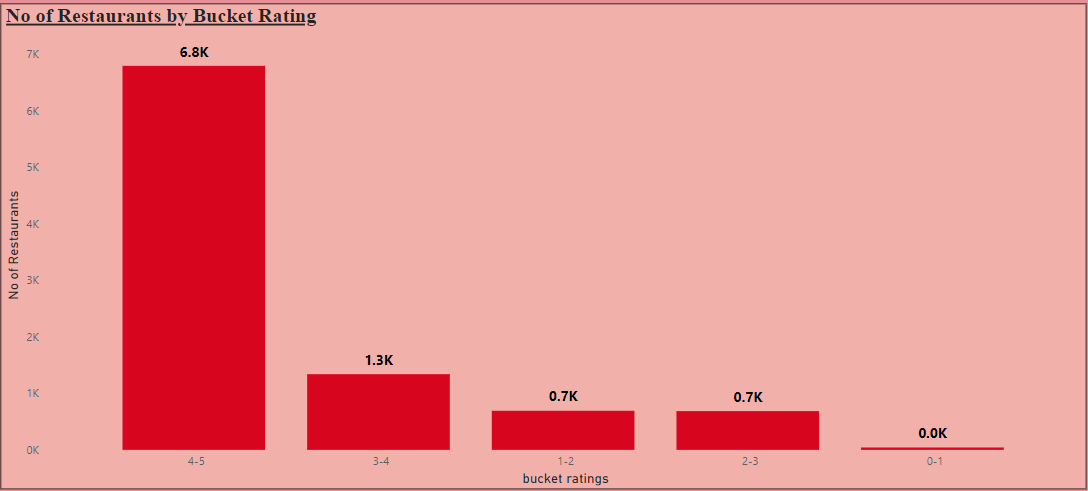 No of Restaurants by Bucket Rating
7K
6K
5K
4K
3K
2K
1K
0K
No of Restaurants
6.8K
1.3K
0.7K
0.7K
0.0K
4-5
3-4
1-2
2-3
0-1
bucket ratings